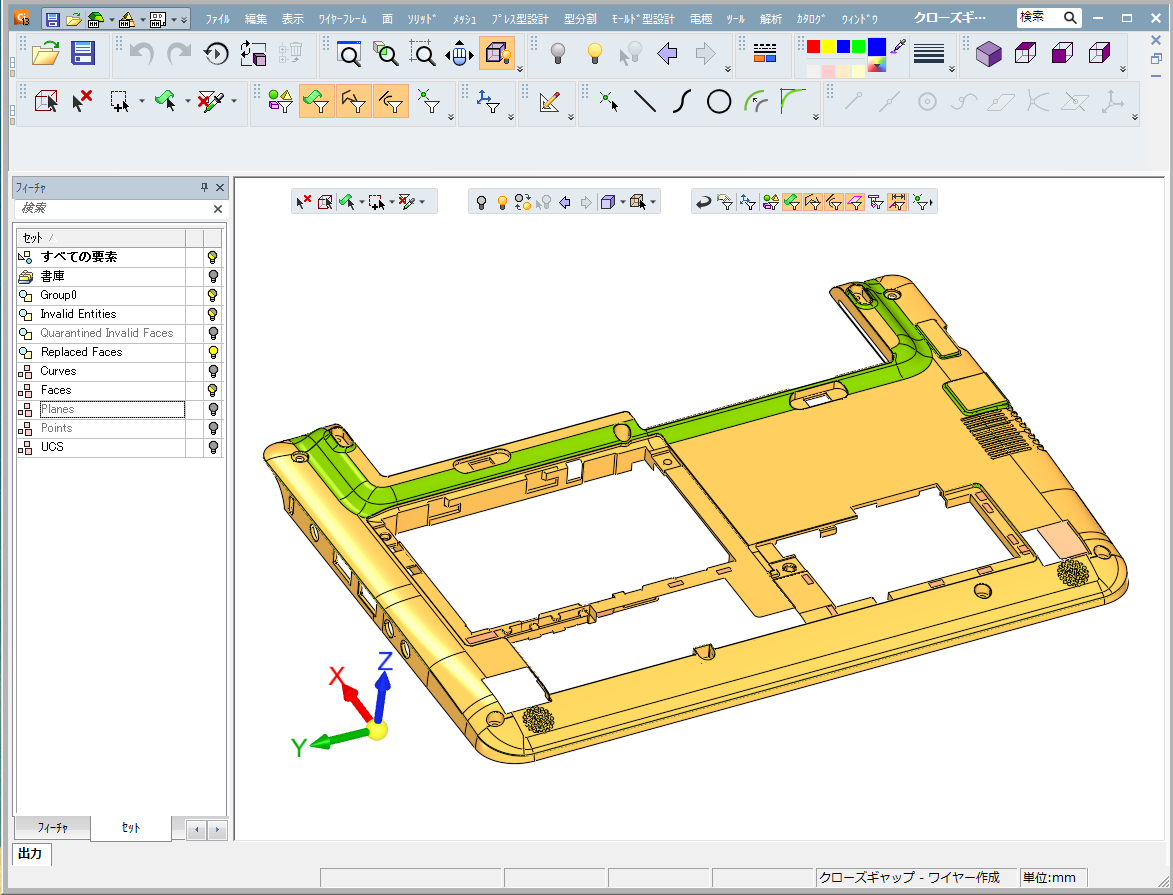 ファイル 編集 表示 ワイヤーフレーム 面 ソリッド メッシュ プレス型設計 型分割 モールド型設計 電極 ツール 解析 カタログ ウィンドウ クローズギ… 検索
フィーチャ
検索
セット
すべての要素
書庫
Group0
Invalid Entities
Quarantined Invalid Faces
Replaced Faces
Curves
Faces
Planes
Points
UCS
X
Z
Y
フィーチャ セット
出力
クローズギャップ - ワイヤー作成 単位:mm